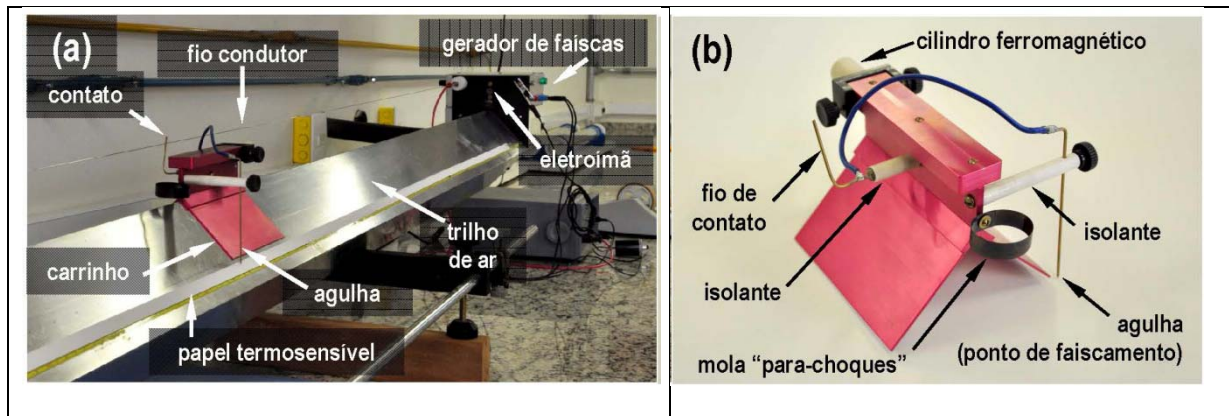 (a)
fio condutor
gerador de faíscas
contato
eletroímã
trilho
de ar
carrinho
agulha
papel termosensível
(b)
cilindro ferromagnético
fio de
contato
isolante
isolante
agulha
(ponto de faiscamento)
mola “para-choques”